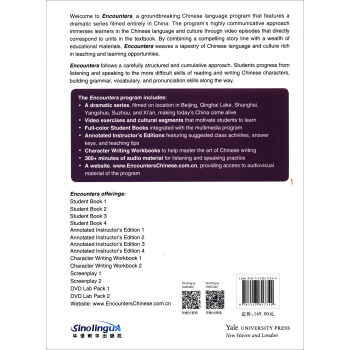 Welcome to Encounters, a groundbreaking Chinese language program that features a
dramatic series filmed entirely in China. The program's highly communicative approach
immerses learners in the Chinese language and culture through video episodes that directly
correspond to units in the textbook. By combining a compelling story line with a wealth of
educational materials, Encounters weaves a tapestry of Chinese language and culture rich
in teaching and learning opportunities.
Encounters follows a carefully structured and cumulative approach. Students progress from
listening and speaking to the more difficult skills of reading and writing Chinese characters,
building grammar, vocabulary, and pronunciation skills along the way.
The Encounters program includes:
• A dramatic series, filmed on location in Beijing, Qinghai Lake, Shanghai,
Yangshuo, Suzhou, and Xi'an, making today's China come alive
• Video exercises and cultural segments that motivate students to learn
• Full-color Student Books integrated with the multimedia program
• Annotated Instructor's Editions featuring suggested class activities, answer
keys, and teaching tips
• Character Writing Workbooks to help master the art of Chinese writing
• 300+ minutes of audio material for listening and speaking practice
• A website, www.EncountersChinese.com.cn, providing access to audiovisual
material of the program
Encounters offerings:
Student Book 1
Student Book 2
Student Book 3
Student Book 4
Annotated Instructor's Edition 1
Annotated Instructor's Edition 2
Annotated Instructor's Edition 3
Annotated Instructor's Edition 4
Character Writing Workbook 1
Character Writing Workbook 2
Screenplay 1
Screenplay 2
DVD Lab Pack 1
DVD Lab Pack 2
Website: www.EncountersChinese.com.cn
定价：149.00元
SinolinguA
华语教学出版社
Yale UNIVERSITY PRESS
New Haven and London